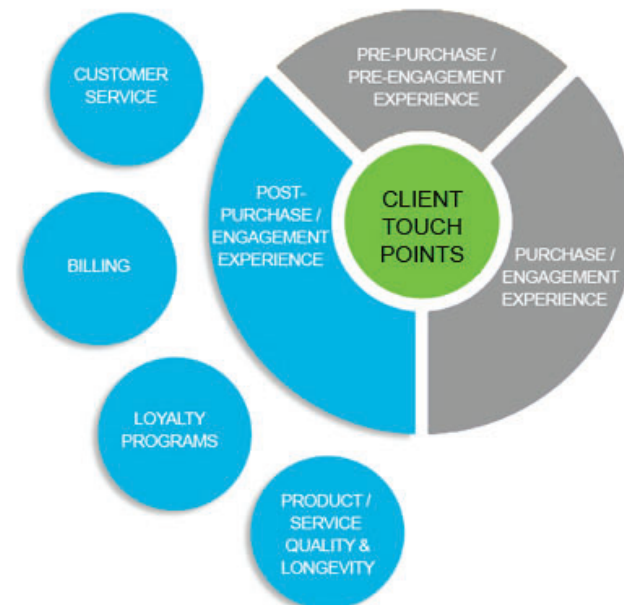 CUSTOMER
SERVICE
BILLING
LOYALTY
PROGRAMS
PRODUCT /
SERVICE
QUALITY &
LONGEVITY
PRE-PURCHASE /
PRE-ENGAGEMENT
EXPERIENCE
POST-
PURCHASE /
ENGAGEMENT
EXPERIENCE
CLIENT
TOUCH
POINTS
PURCHASE /
ENGAGEMENT
EXPERIENCE